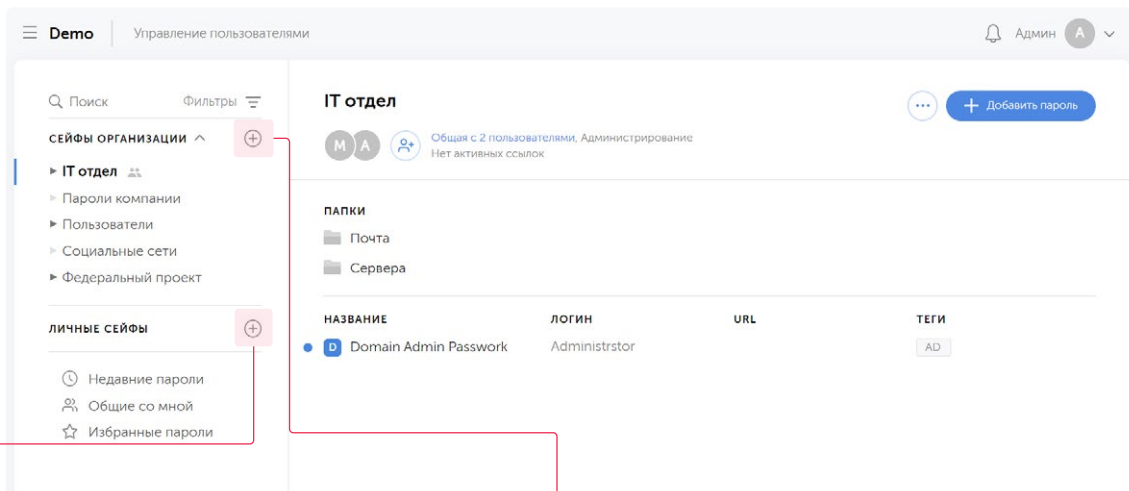 Demo
Управление пользователями
Админ
A
Поиск
Фильтры
СЕЙФЫ ОРГАНИЗАЦИИ
IT отдел
Пароли компании
Пользователи
Социальные сети
Федеральный проект
ЛИЧНЫЕ СЕЙФЫ
Недавние пароли
Общие со мной
Избранные пароли
IT отдел
Добавить пароль
M A
Общая с 2 пользователями, Администрирование
Нет активных ссылок
ПАПКИ
Почта
Сервера
НАЗВАНИЕ ЛОГИН URL ТЕГИ
D Domain Admin Passwork Administrstor AD